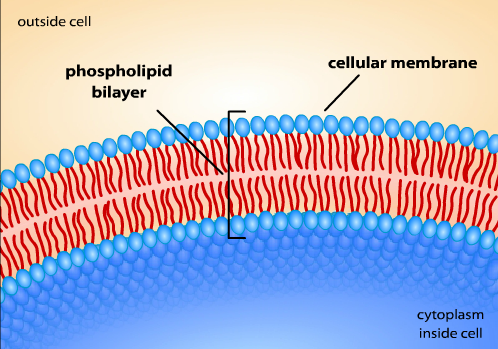 outside cell
phospholipid
bilayer
cellular membrane
cytoplasm
inside cell